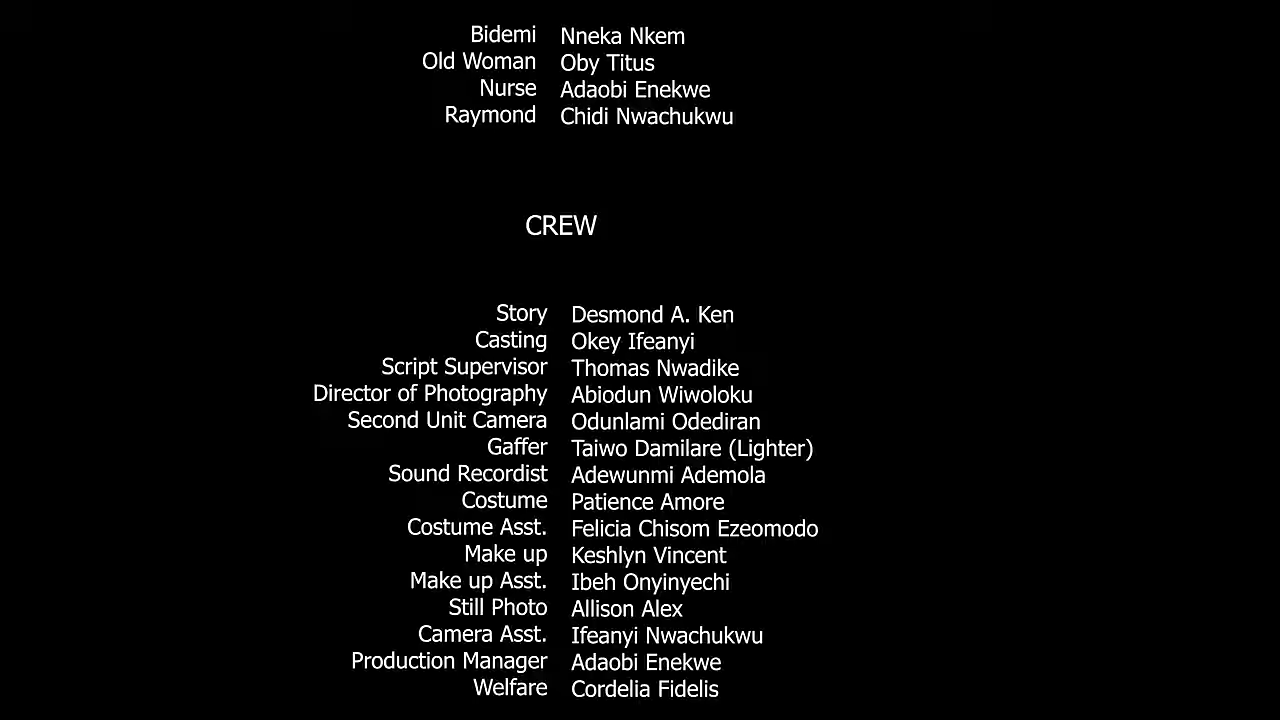 Bidemi Nneka Nkem
Old Woman Oby Titus
Nurse Adaobi Enekwe
Raymond Chidi Nwachukwu
CREW
Story Desmond A. Ken
Casting Okey Ifeanyi
Script Supervisor Thomas Nwadike
Director of Photography Abiodun Wiwoloku
Second Unit Camera Odunlami Odediran
Gaffer Taiwo Damilare (Lighter)
Sound Recordist Adewunmi Ademola
Costume Patience Amore
Costume Asst. Felicia Chisom Ezeomodo
Make up Keshlyn Vincent
Make up Asst. Ibeh Onyinyechi
Still Photo Allison Alex
Camera Asst. Ifeanyi Nwachukwu
Production Manager Adaobi Enekwe
Welfare Cordelia Fidelis